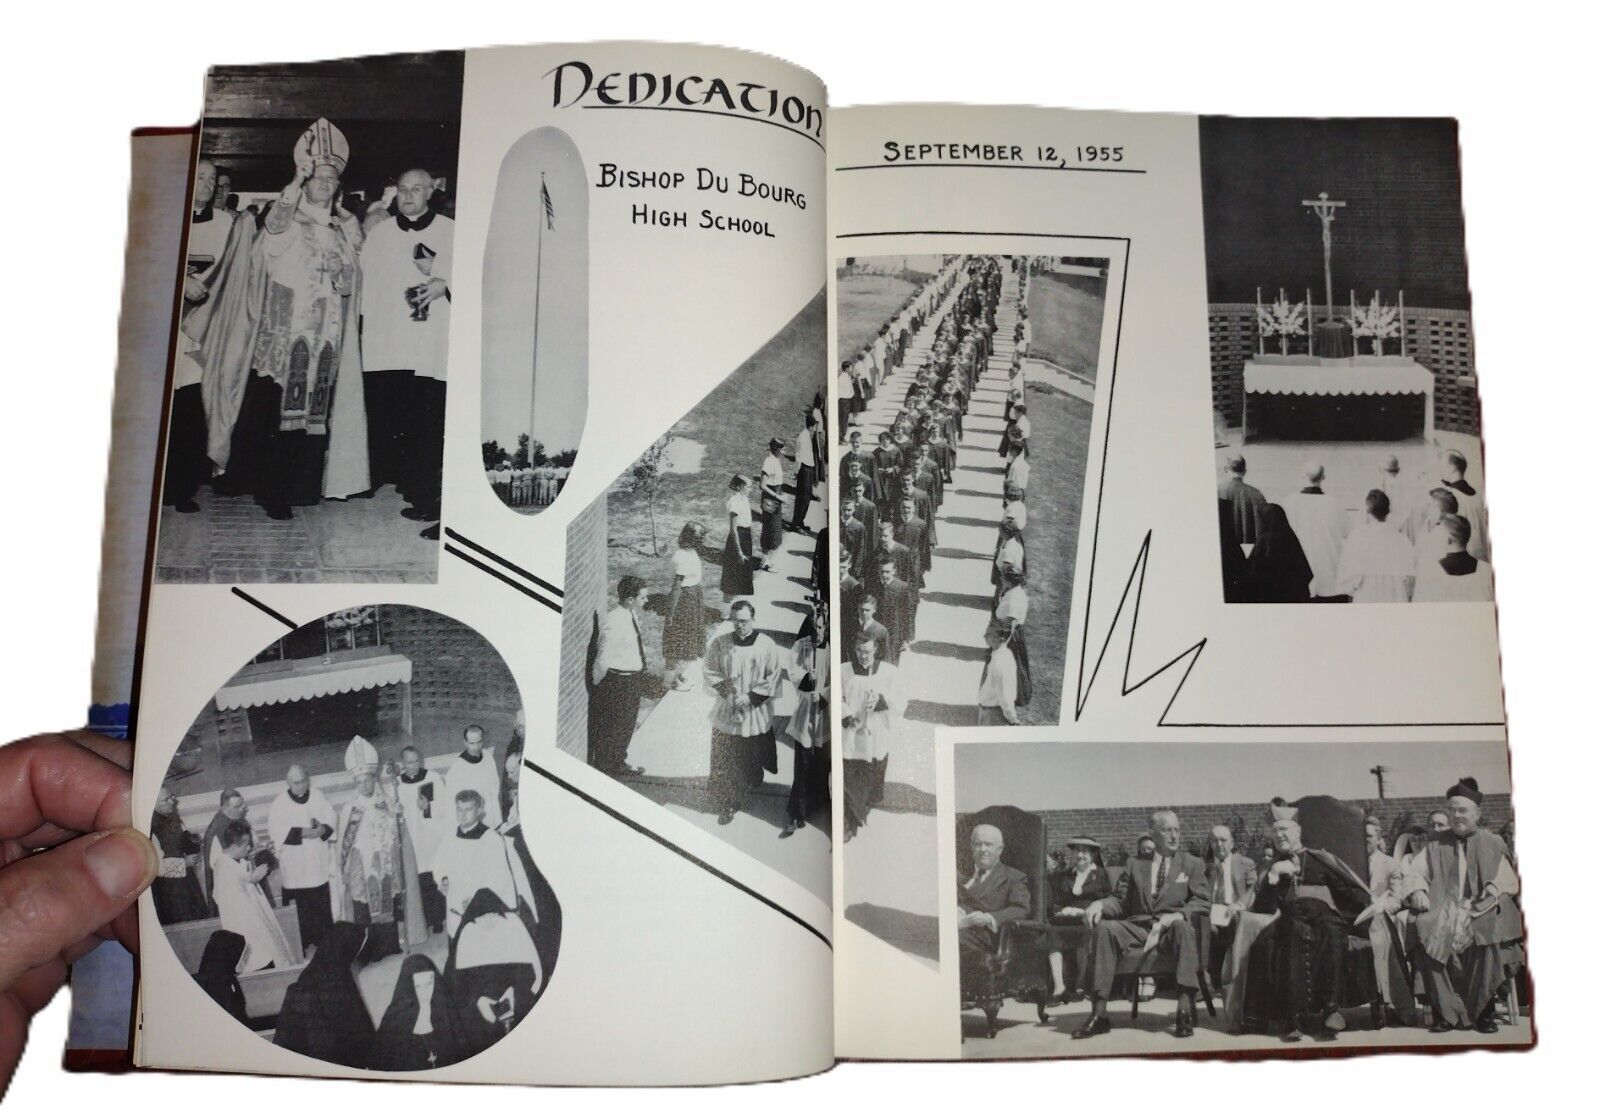 DEDICATION
SEPTEMBER 12, 1955
BISHOP DU BOURG
HIGH SCHOOL